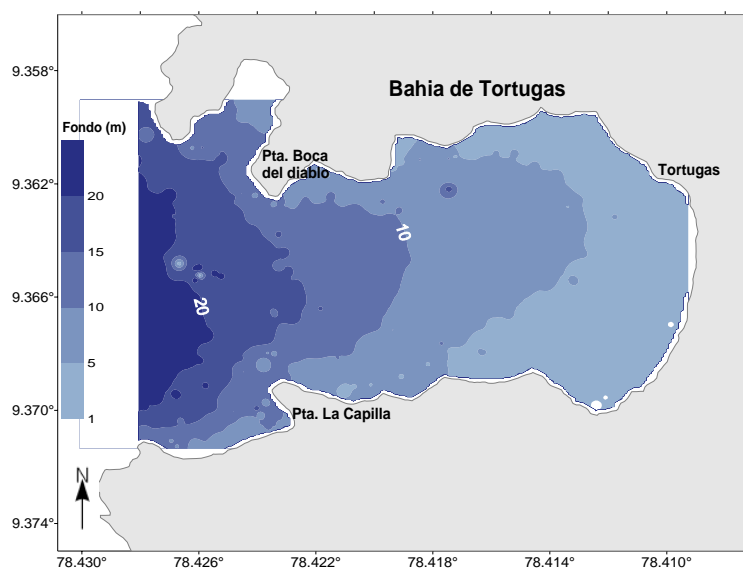 9.358°
Bahia de Tortugas
Fondo (m)
Pta. Boca
del diablo
Tortugas
9.362°
20
15
10
5
1
10
20
9.366°
9.370°
Pta. La Capilla
N
9.374°
78.430° 78.426° 78.422° 78.418° 78.414° 78.410°